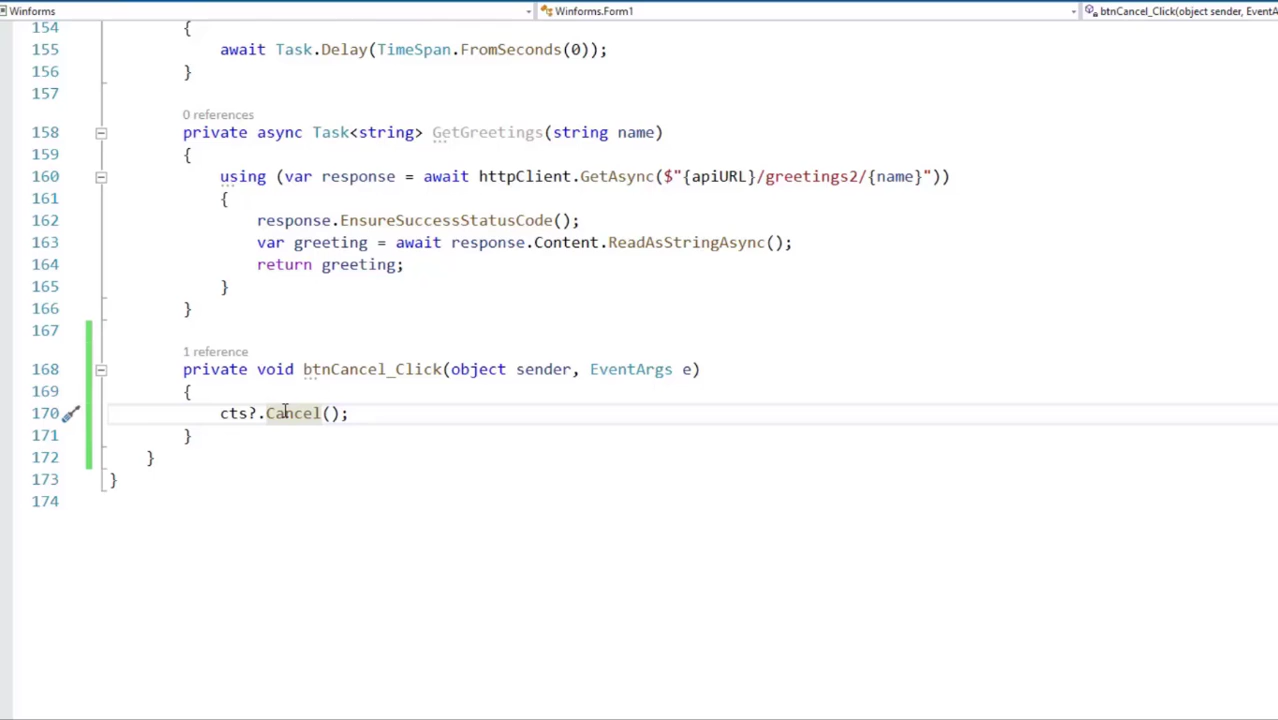 Winforms Winforms.Form1 btnCancel_Click(object sender, EventA
154 {
155 await Task.Delay(TimeSpan.FromSeconds(0));
156 }
157
0 references
158 private async Task<string> GetGreetings(string name)
159 {
160 using (var response = await httpClient.GetAsync($"{apiURL}/greetings2/{name}"))
161 {
162 response.EnsureSuccessStatusCode();
163 var greeting = await response.Content.ReadAsStringAsync();
164 return greeting;
165 }
166 }
167
1 reference
168 private void btnCancel_Click(object sender, EventArgs e)
169 {
170 cts?.Cancel();
171 }
172 }
173 }
174